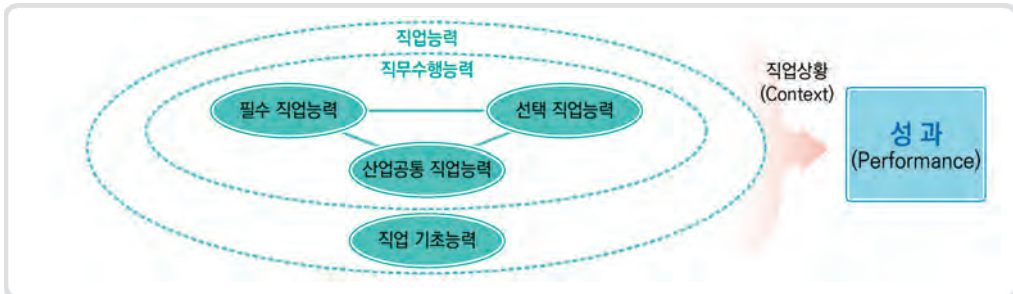 직업능력
직무수행능력
필수 직업능력
선택 직업능력
산업공통 직업능력
직업 기초능력
직업상황
(Context)
성 과
(Performance)